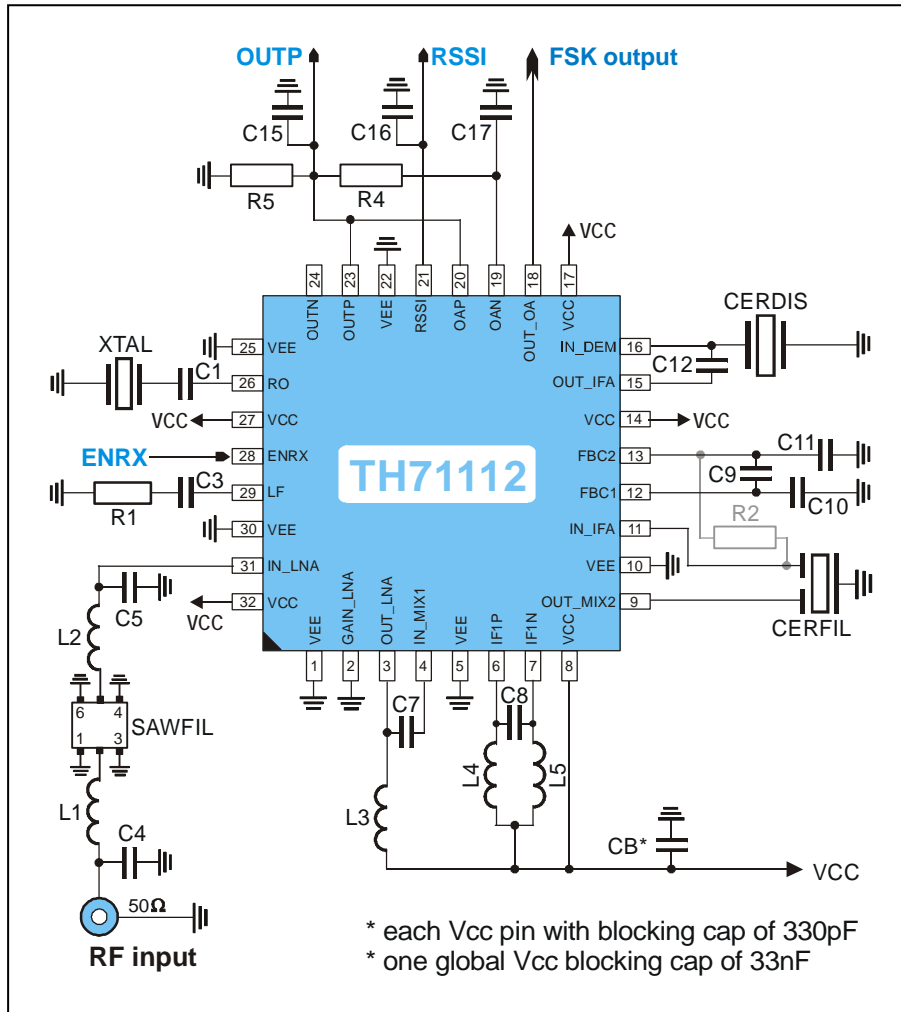 OUTP RSSI FSK output
C15 C16 C17
R5 R4
VCC
24 23 22 21 20 19 18 17
OUTN OUTP VEE RSSI OAP OAN OUT_OA VCC
CERDIS
XTAL
25 VEE IN_DEM 16
C12
C1
26 RO OUT_IFA 15
VCC 27 VCC VCC 14 VCC
ENRX 28 ENRX FBC2 13 C11
TH71112
C9
C3
29 LF FBC1 12 C10
R1
R2
30 VEE IN_IFA 11
31 IN_LNA VEE 10
C5
VCC 32 VCC OUT_MIX2 9
CERFIL
L2
VEE GAIN_LNA OUT_LNA IN_MIX1 VEE IF1P IF1N VCC
1 2 3 4 5 6 7 8
6 4
SAWFIL
1 3
C7 C8
L4 L5
L1 L3
C4
CB*
VCC
50Ω
RF input
* each Vcc pin with blocking cap of 330pF
* one global Vcc blocking cap of 33nF